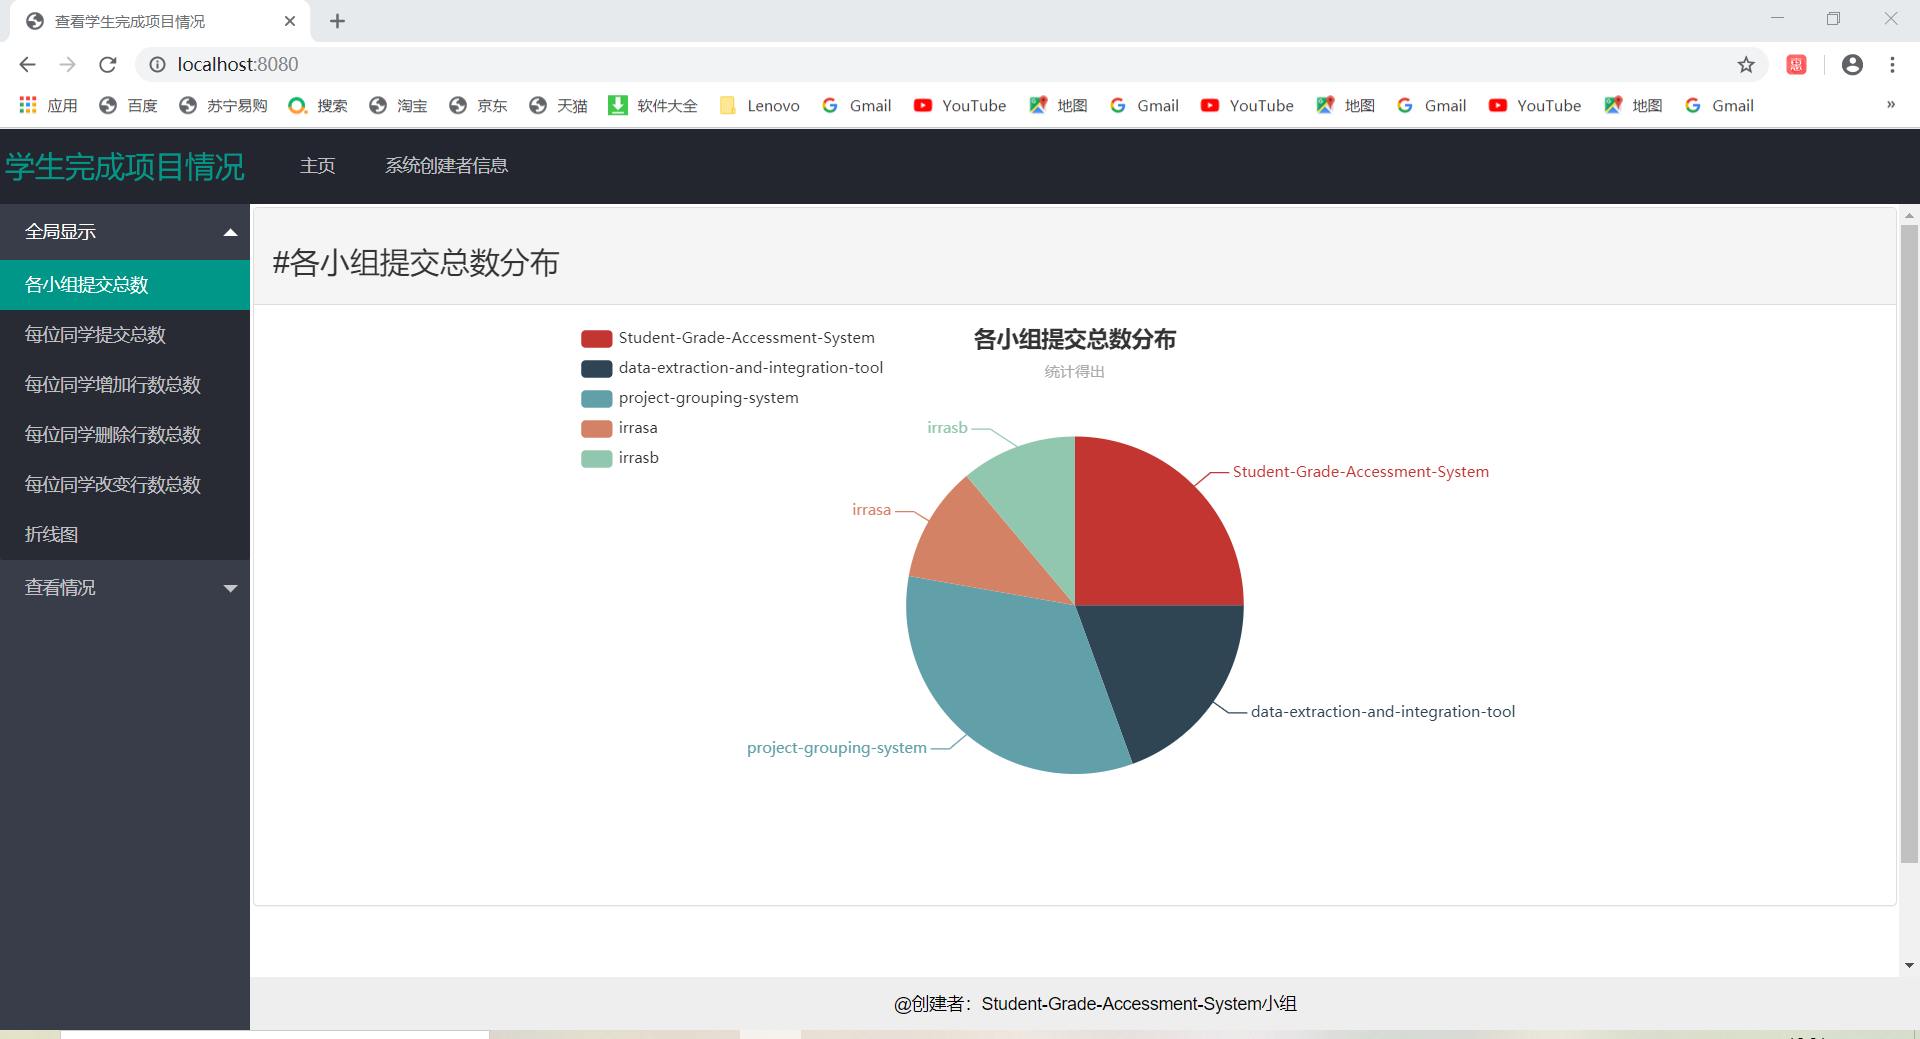 查看学生完成项目情况
localhost:8080
惠
应用 百度 苏宁易购 搜索 淘宝 京东 天猫 软件大全 Lenovo Gmail YouTube 地图 Gmail YouTube 地图 Gmail YouTube 地图 Gmail »
学生完成项目情况 主页 系统创建者信息
全局显示
各小组提交总数
每位同学提交总数
每位同学增加行数总数
每位同学删除行数总数
每位同学改变行数总数
折线图
查看情况
#各小组提交总数分布
各小组提交总数分布
统计得出
Student-Grade-Accessment-System
data-extraction-and-integration-tool
project-grouping-system
irrasa
irrasb
irrasb
Student-Grade-Accessment-System
irrasa
data-extraction-and-integration-tool
project-grouping-system
@创建者：Student-Grade-Accessment-System小组